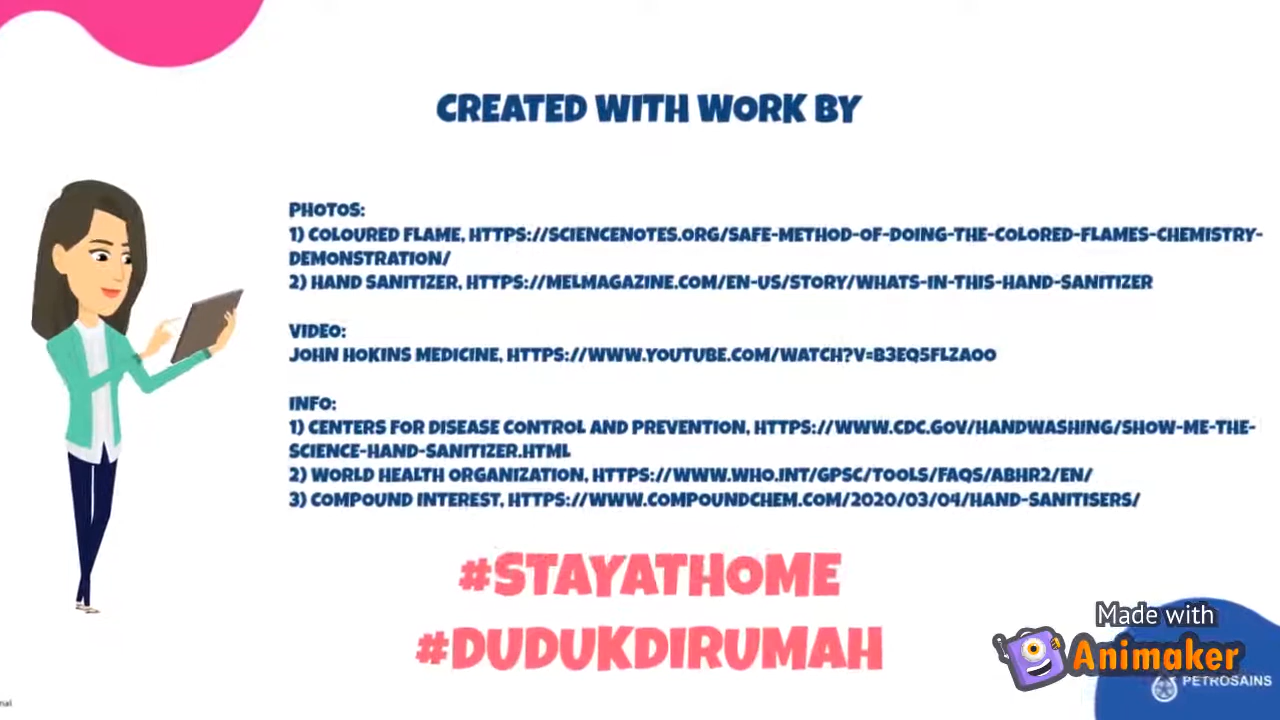 CREATED WITH WORK BY
PHOTOS:
1) COLOURED FLAME, HTTPS://SCIENCENOTES.ORG/SAFE-METHOD-OF-DOING-THE-COLORED-FLAMES-CHEMISTRY-
DEMONSTRATION/
2) HAND SANITIZER, HTTPS://MELMAGAZINE.COM/EN-US/STORY/WHATS-IN-THIS-HAND-SANITIZER
VIDEO:
JOHN HOKINS MEDICINE, HTTPS://WWW.YOUTUBE.COM/WATCH?V=B3EQ5FLZAOO
INFO:
1) CENTERS FOR DISEASE CONTROL AND PREVENTION, HTTPS://WWW.CDC.GOV/HANDWASHING/SHOW-ME-THE-
SCIENCE-HAND-SANITIZER.HTML
2) WORLD HEALTH ORGANIZATION, HTTPS://WWW.WHO.INT/GPSC/TOOLS/FAQS/ABHR2/EN/
3) COMPOUND INTEREST, HTTPS://WWW.COMPOUNDCHEM.COM/2020/03/04/HAND-SANITISERS/
#STAYATHOME
#DUDUKDIRUMAH
Made with
Animaker
PETROSAINS